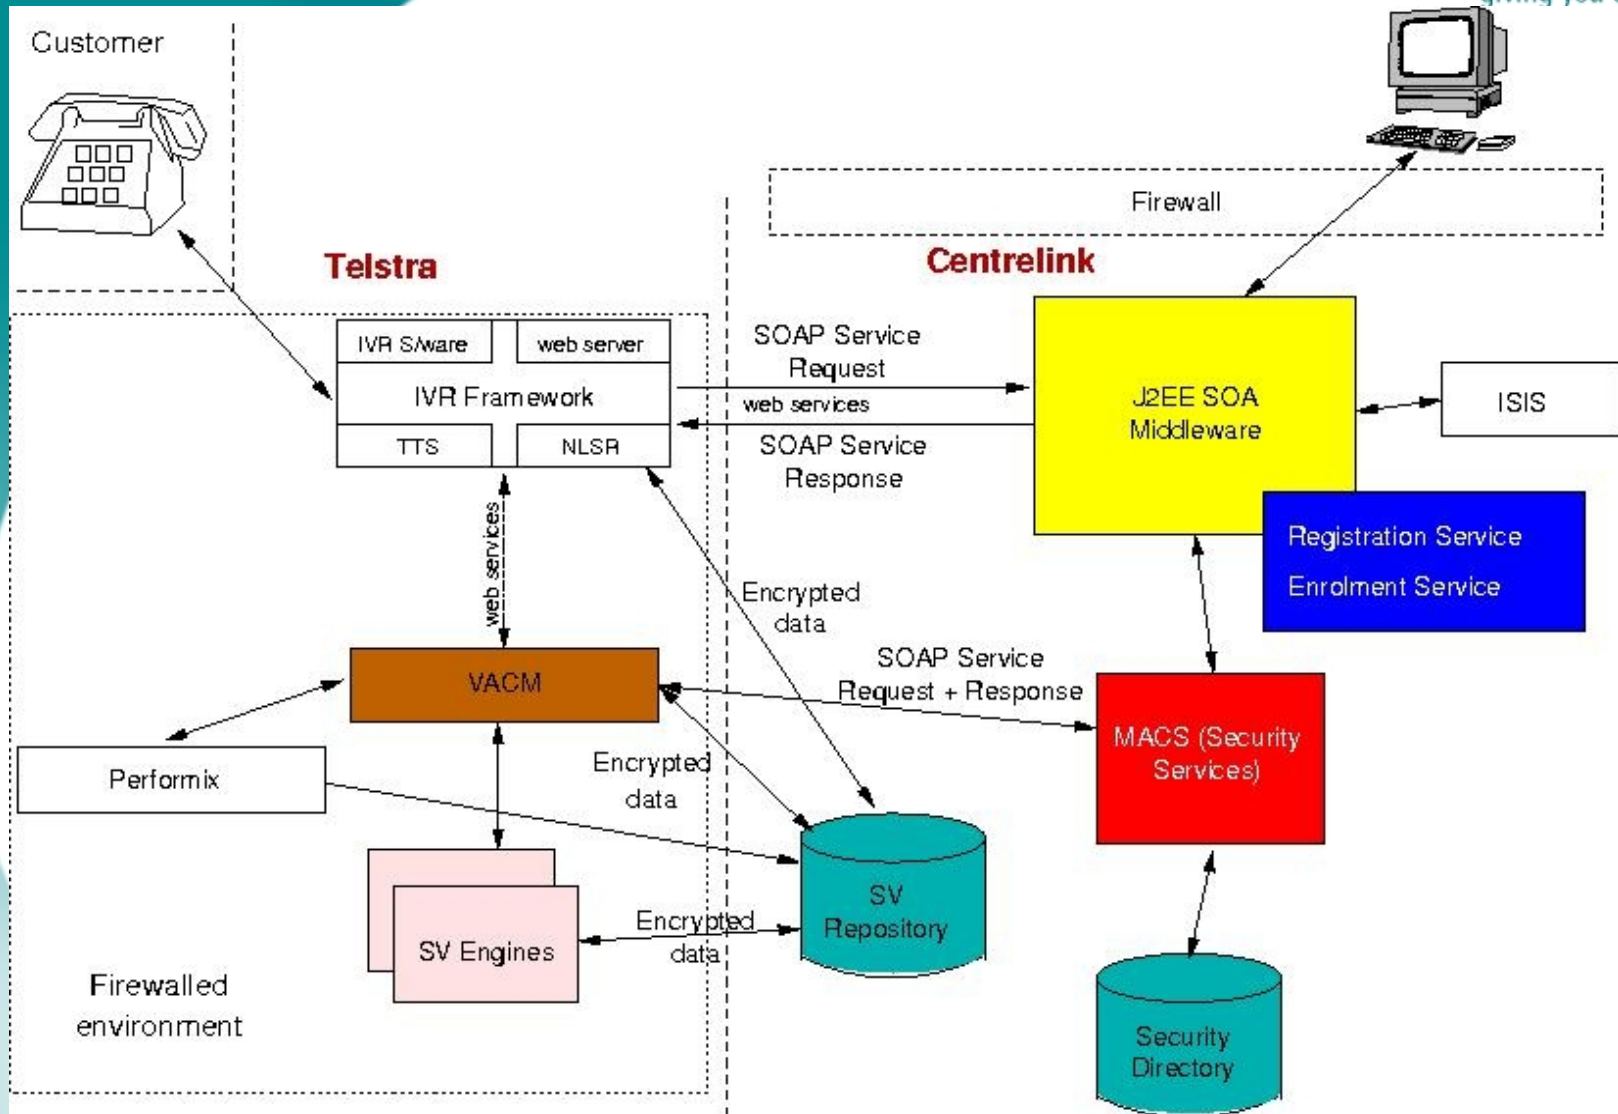 giving you
Customer
Firewall
Telstra
Centrelink
IVR S/ware
web server
IVR Framework
TTS
NLSR
SOAP Service
Request
web services
SOAP Service
Response
J2EE SOA
Middleware
ISIS
Registration Service
Enrolment Service
web services
Encrypted
data
VACM
SOAP Service
Request + Response
MACS (Security
Services)
Performix
Encrypted
data
SV Engines
Encrypted
data
SV
Repository
Firewalled
environment
Security
Directory